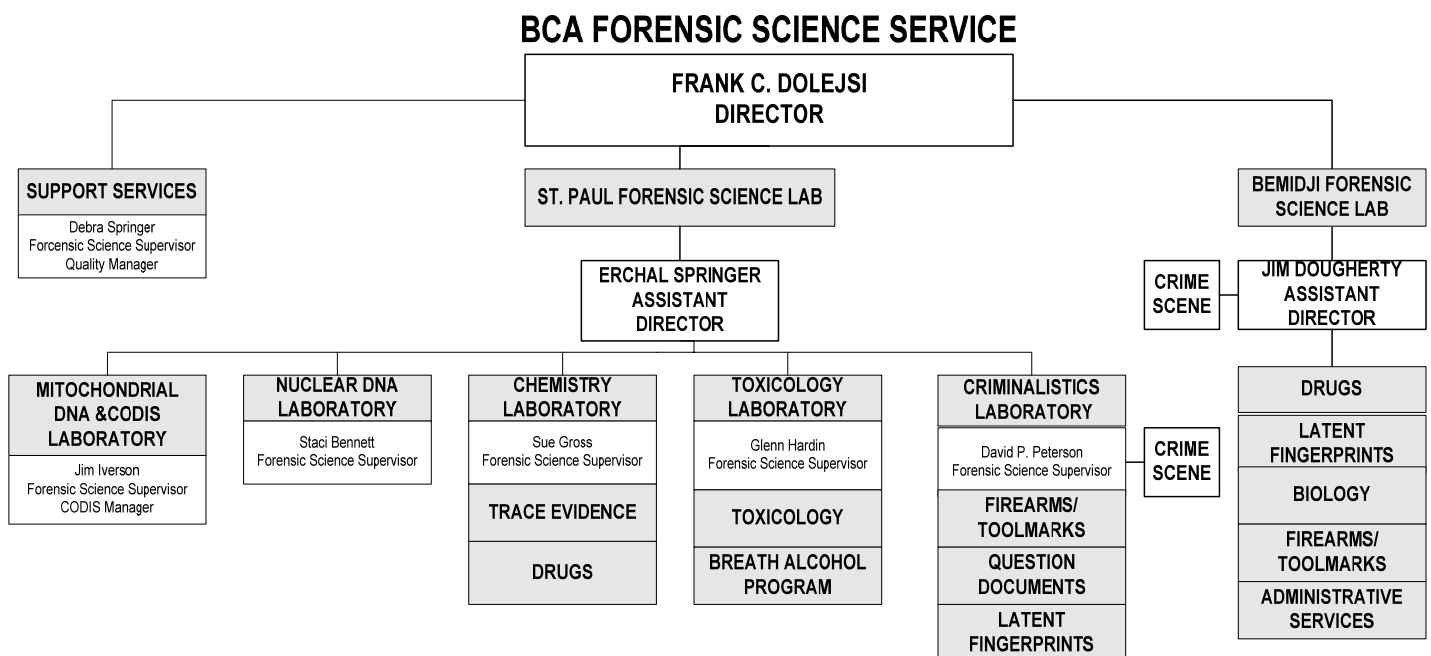 BCA FORENSIC SCIENCE SERVICE
FRANK C. DOLEJSI
DIRECTOR
SUPPORT SERVICES
Debra Springer
Forcensic Science Supervisor
Quality Manager
ST. PAUL FORENSIC SCIENCE LAB
BEMIDJI FORENSIC
SCIENCE LAB
ERCHAL SPRINGER
ASSISTANT
DIRECTOR
CRIME
SCENE
JIM DOUGHERTY
ASSISTANT
DIRECTOR
MITOCHONDRIAL
DNA &CODIS
LABORATORY
Jim Iverson
Forensic Science Supervisor
CODIS Manager
NUCLEAR DNA
LABORATORY
Staci Bennett
Forensic Science Supervisor
CHEMISTRY
LABORATORY
Sue Gross
Forensic Science Supervisor
TRACE EVIDENCE
DRUGS
TOXICOLOGY
LABORATORY
Glenn Hardin
Forensic Science Supervisor
TOXICOLOGY
BREATH ALCOHOL
PROGRAM
CRIMINALISTICS
LABORATORY
David P. Peterson
Forensic Science Supervisor
CRIME
SCENE
FIREARMS/
TOOLMARKS
QUESTION
DOCUMENTS
LATENT
FINGERPRINTS
DRUGS
LATENT
FINGERPRINTS
BIOLOGY
FIREARMS/
TOOLMARKS
ADMINISTRATIVE
SERVICES